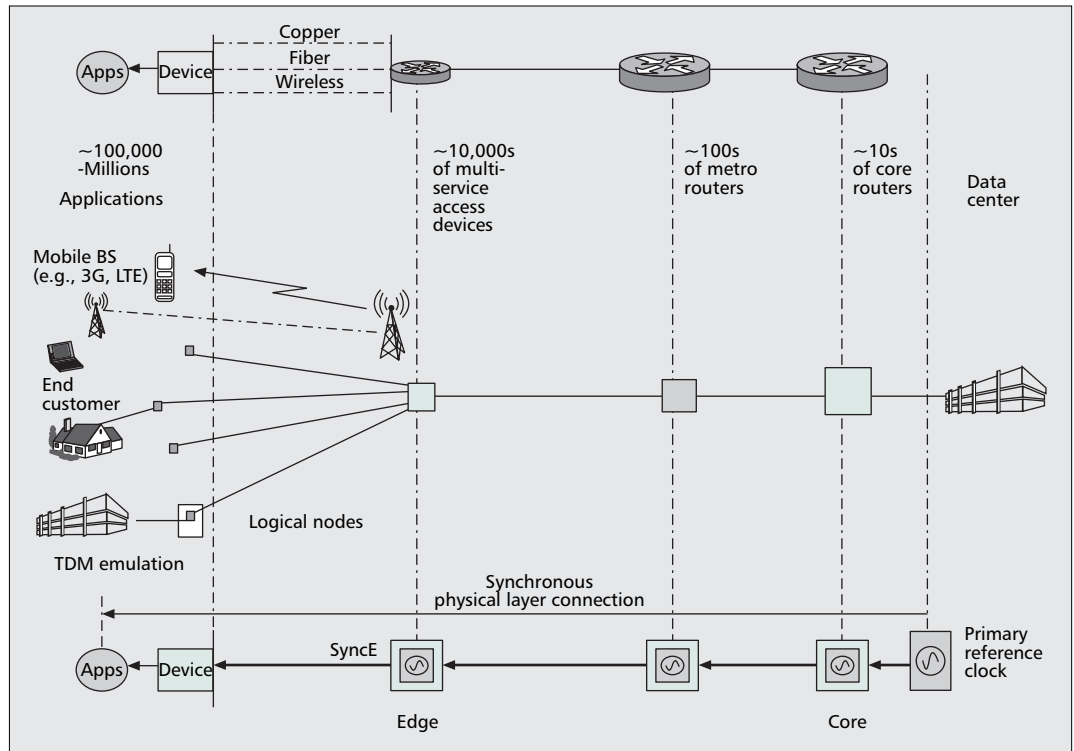 Copper
Fiber
Wireless
Apps
Device
~100,000
-Millions
Applications
~10,000s
of multi-
service
access
devices
~100s
of metro
routers
~10s
of core
routers
Data
center
Mobile BS
(e.g., 3G, LTE)
End
customer
Logical nodes
TDM emulation
Synchronous
physical layer connection
Apps
Device
SyncE
Primary
reference
clock
Edge
Core